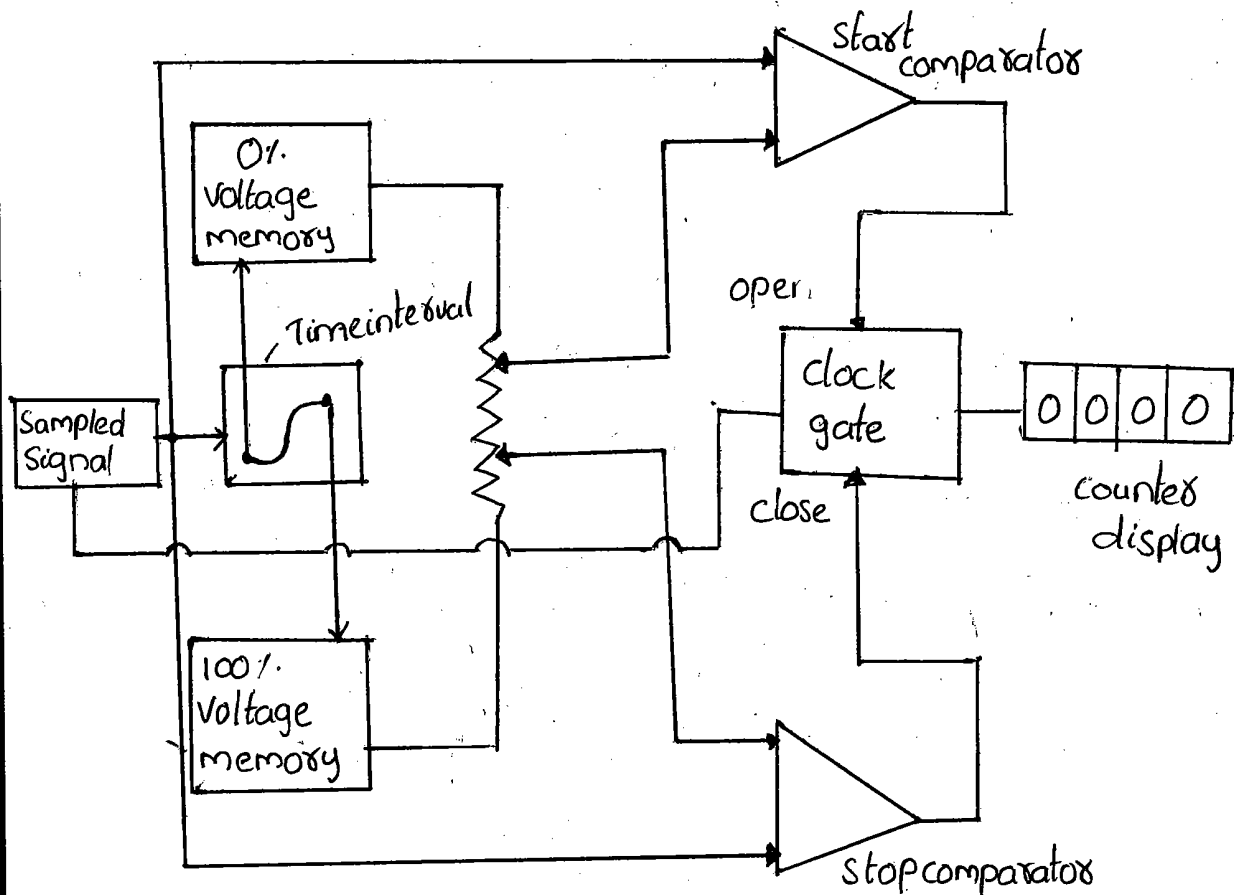 Start
comparator
0%
voltage
memory
Timeinterval
open
Sampled
Signal
clock
gate
0 0 0 0
close
counter
display
100%
Voltage
memory
Stopcomparator